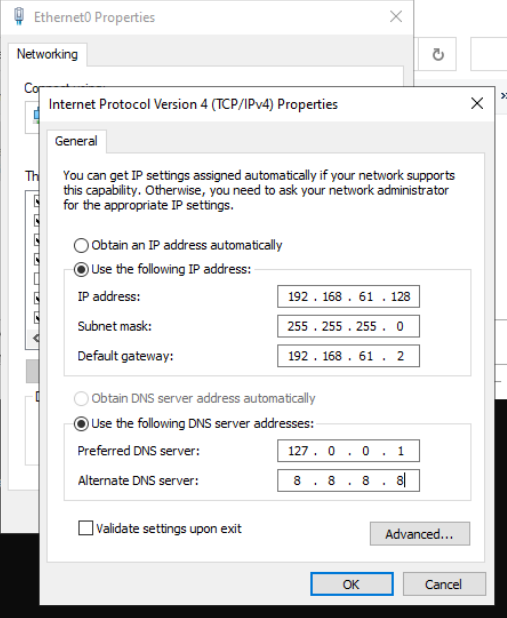 Ethernet0 Properties
Networking
Internet Protocol Version 4 (TCP/IPv4) Properties
General
You can get IP settings assigned automatically if your network supports
this capability. Otherwise, you need to ask your network administrator
for the appropriate IP settings.
Obtain an IP address automatically
Use the following IP address:
IP address: 192 . 168 . 61 . 128
Subnet mask: 255 . 255 . 255 . 0
Default gateway: 192 . 168 . 61 . 2
Obtain DNS server address automatically
Use the following DNS server addresses:
Preferred DNS server: 127 . 0 . 0 . 1
Alternate DNS server: 8 . 8 . 8 . 8
Validate settings upon exit
Advanced...
OK Cancel